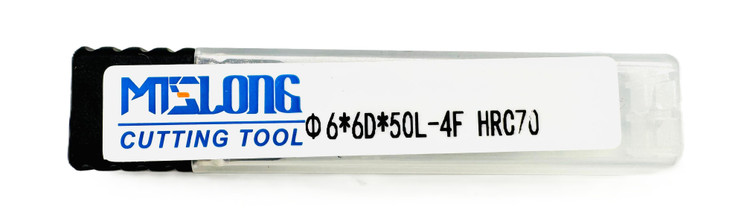 MTSLONG
CUTTING TOOL
Φ6*6D*50L-4F HRC70